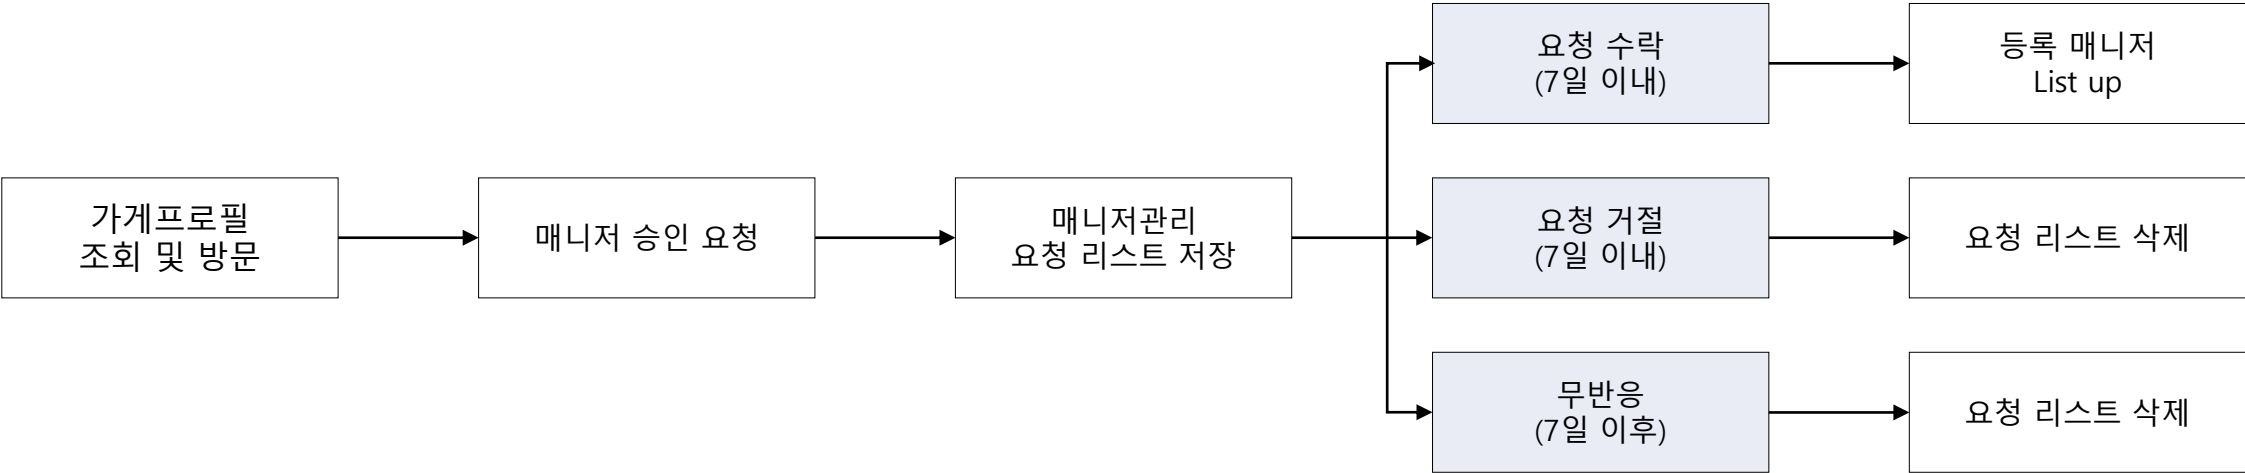 가게프로필
조회 및 방문
매니저 승인 요청
매니저관리
요청 리스트 저장
요청 수락
(7일 이내)
등록 매니저
List up
요청 거절
(7일 이내)
요청 리스트 삭제
무반응
(7일 이후)
요청 리스트 삭제